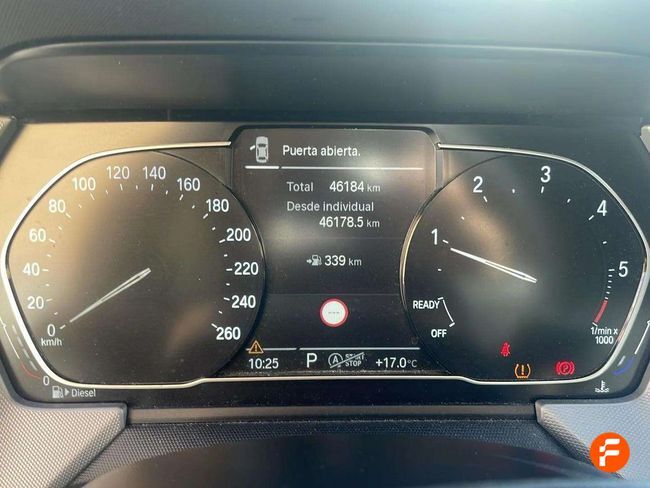 Puerta abierta.
Total 46184 km
Desde individual
46178.5 km
339 km
0 20 40 60 80 100 120 140 160 180 200 220 240 260
km/h
1 2 3 4 5
1/min x
1000
READY
OFF
10:25 P A START STOP +17.0°C
0
Diesel